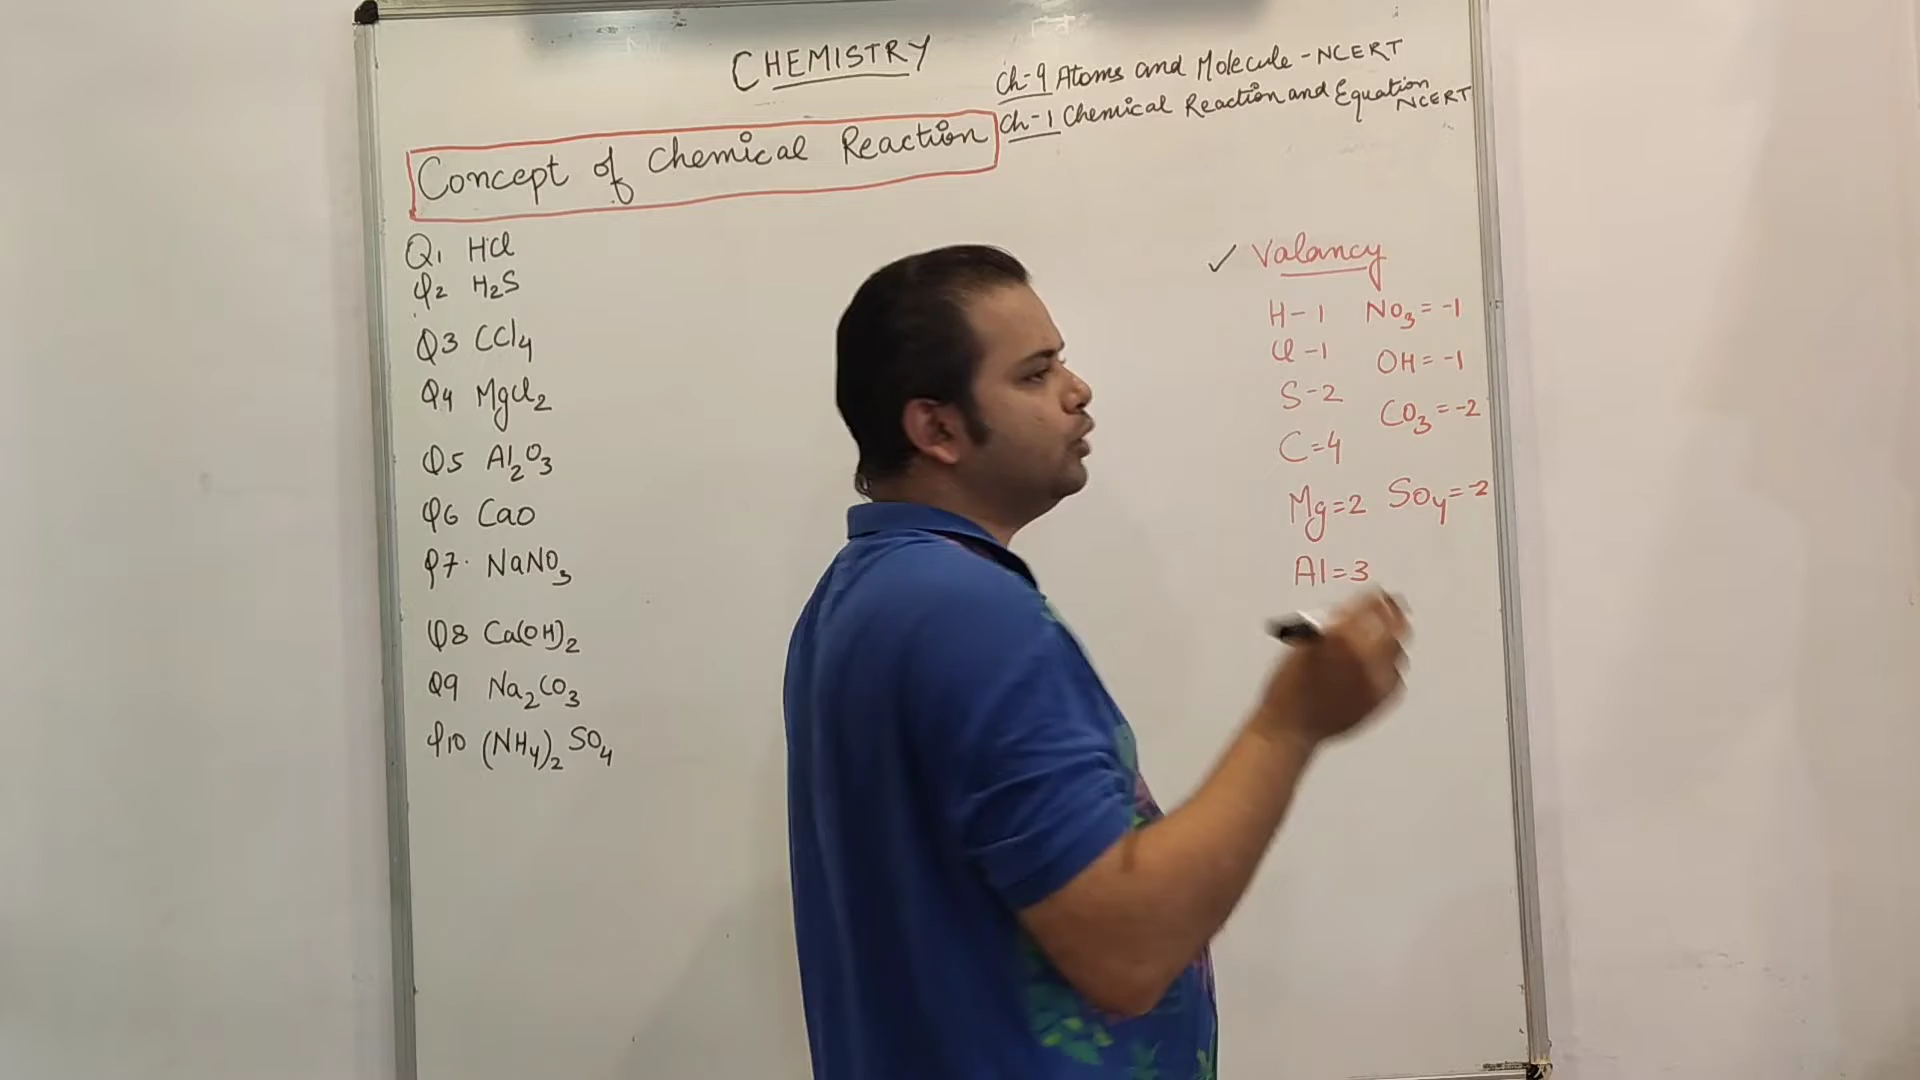 CHEMISTRY
Ch-9 Atoms and Molecule - NCERT
Ch-1 Chemical Reaction and Equation
NCERT
Concept of Chemical Reaction
Q1 HCl
Q2 H2S
Q3 CCl4
Q4 MgCl2
Q5 Al2O3
Q6 CaO
Q7. NaNO3
Q8 Ca(OH)2
Q9 Na2CO3
Q10 (NH4)2 SO4
✓ Valancy
H-1 NO3=-1
Cl-1 OH=-1
S-2 CO3=-2
C=4
Mg=2 SO4=-2
Al=3